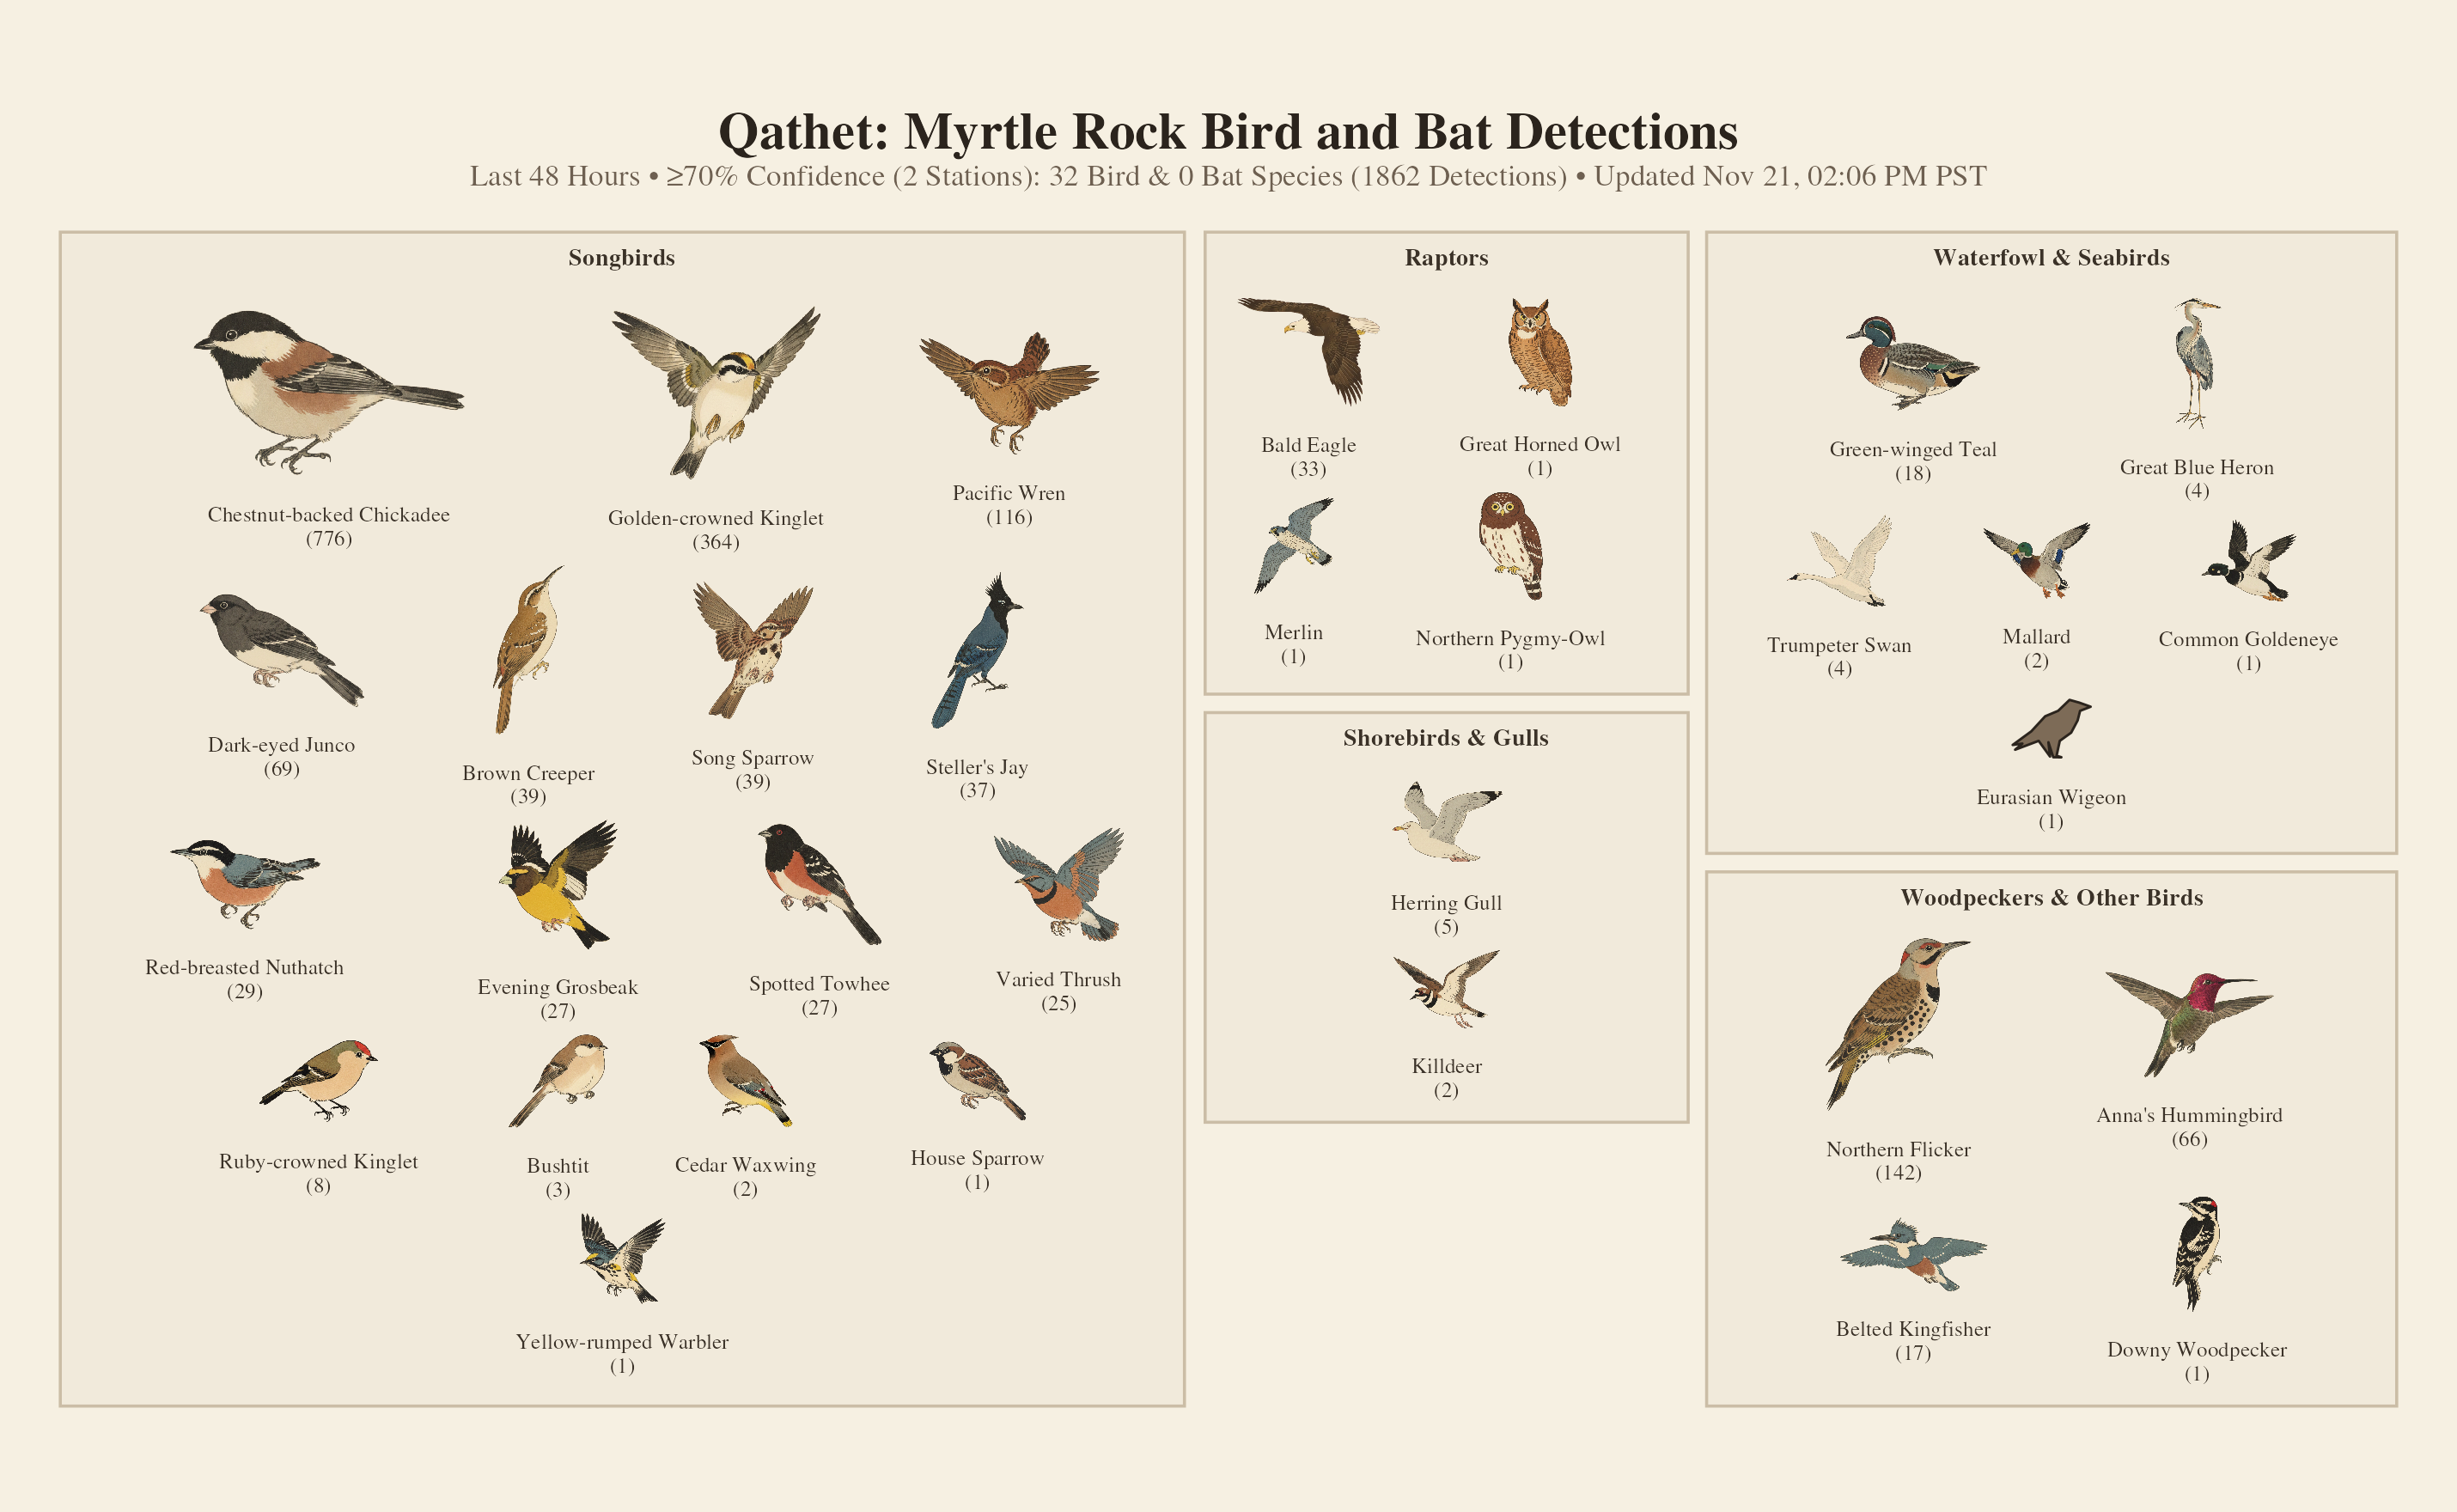 Qathet: Myrtle Rock Bird and Bat Detections
Last 48 Hours • ≥70% Confidence (2 Stations): 32 Bird & 0 Bat Species (1862 Detections) • Updated Nov 21, 02:06 PM PST
Songbirds
Chestnut-backed Chickadee
(776)
Golden-crowned Kinglet
(364)
Pacific Wren
(116)
Dark-eyed Junco
(69)
Brown Creeper
(39)
Song Sparrow
(39)
Steller's Jay
(37)
Red-breasted Nuthatch
(29)
Evening Grosbeak
(27)
Spotted Towhee
(27)
Varied Thrush
(25)
Ruby-crowned Kinglet
(8)
Bushtit
(3)
Cedar Waxwing
(2)
House Sparrow
(1)
Yellow-rumped Warbler
(1)
Raptors
Bald Eagle
(33)
Great Horned Owl
(1)
Merlin
(1)
Northern Pygmy-Owl
(1)
Shorebirds & Gulls
Herring Gull
(5)
Killdeer
(2)
Waterfowl & Seabirds
Green-winged Teal
(18)
Great Blue Heron
(4)
Trumpeter Swan
(4)
Mallard
(2)
Common Goldeneye
(1)
Eurasian Wigeon
(1)
Woodpeckers & Other Birds
Northern Flicker
(142)
Anna's Hummingbird
(66)
Belted Kingfisher
(17)
Downy Woodpecker
(1)